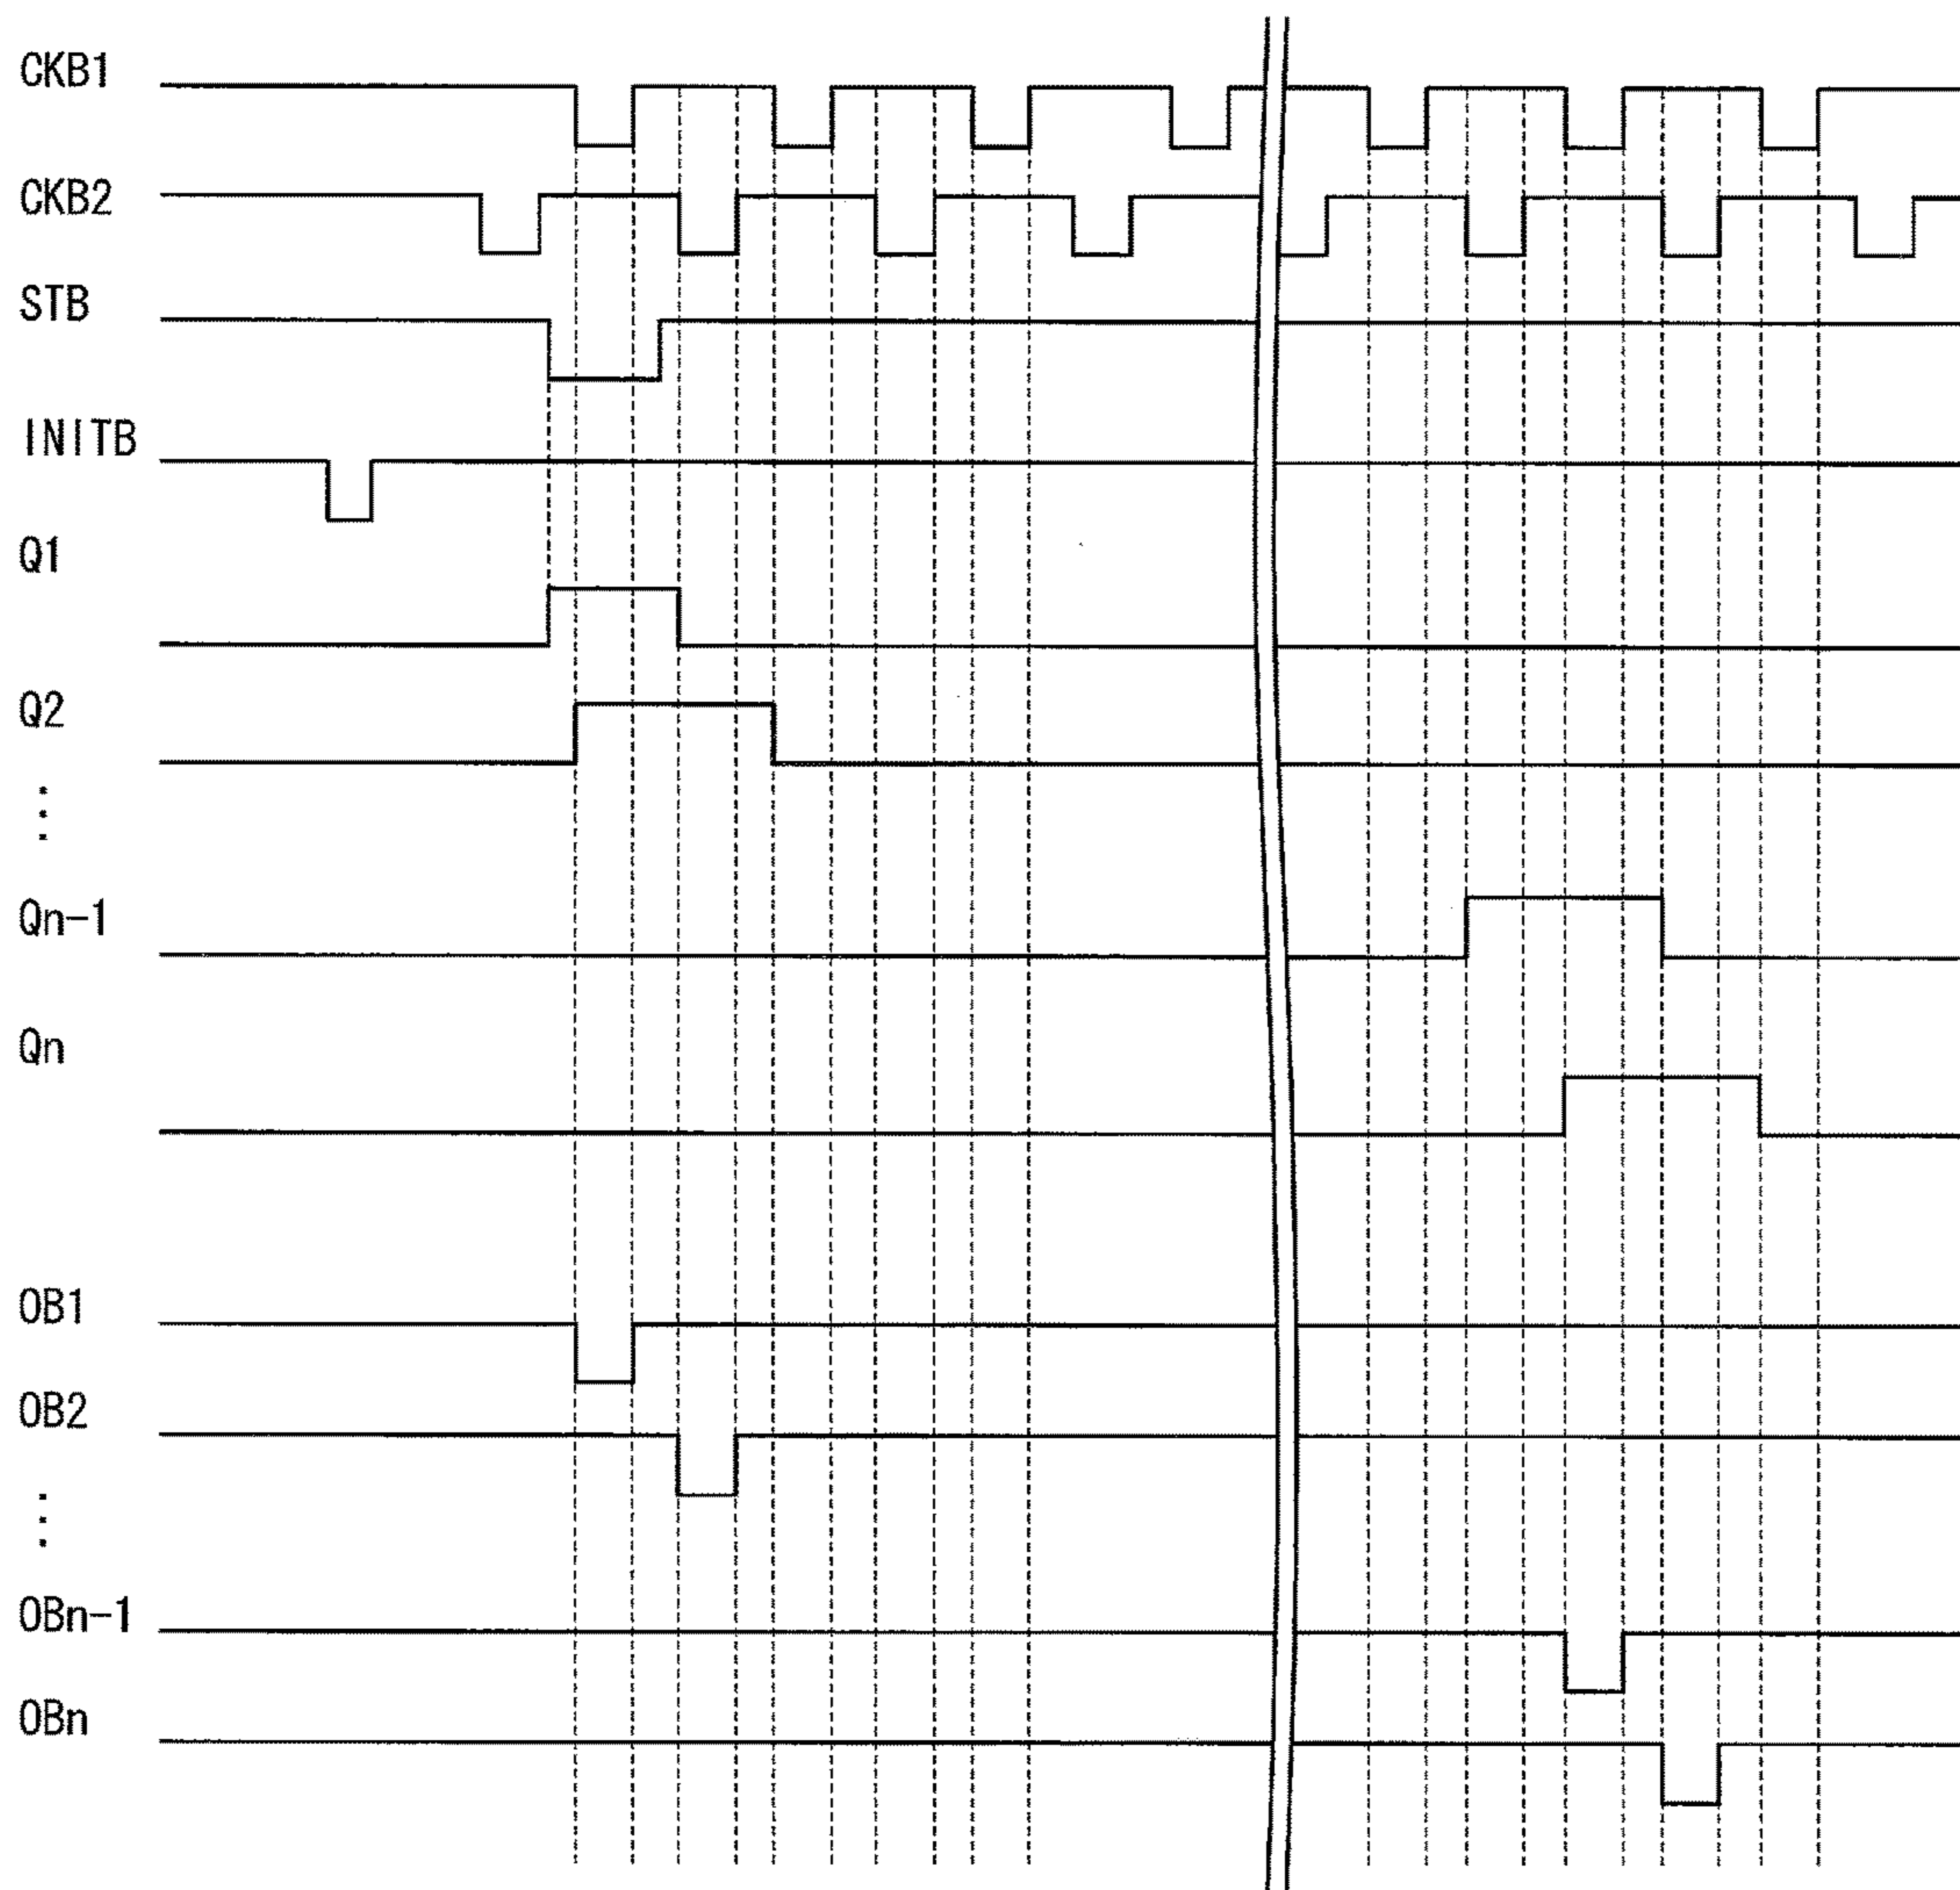 CKB1
CKB2
STB
INITB
Q1
Q2
⋮
Qn-1
Qn
OB1
OB2
⋮
OBn-1
OBn